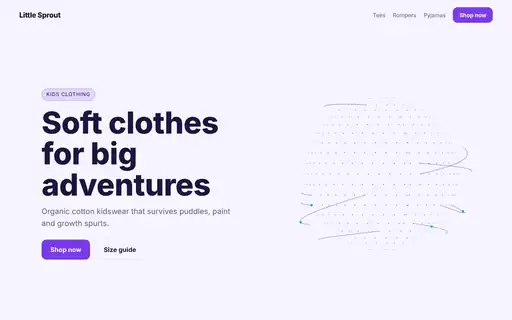 Little Sprout
Tees Rompers Pyjamas Shop now
KIDS CLOTHING
Soft clothes
for big
adventures
Organic cotton kidswear that survives puddles, paint
and growth spurts.
Shop now Size guide